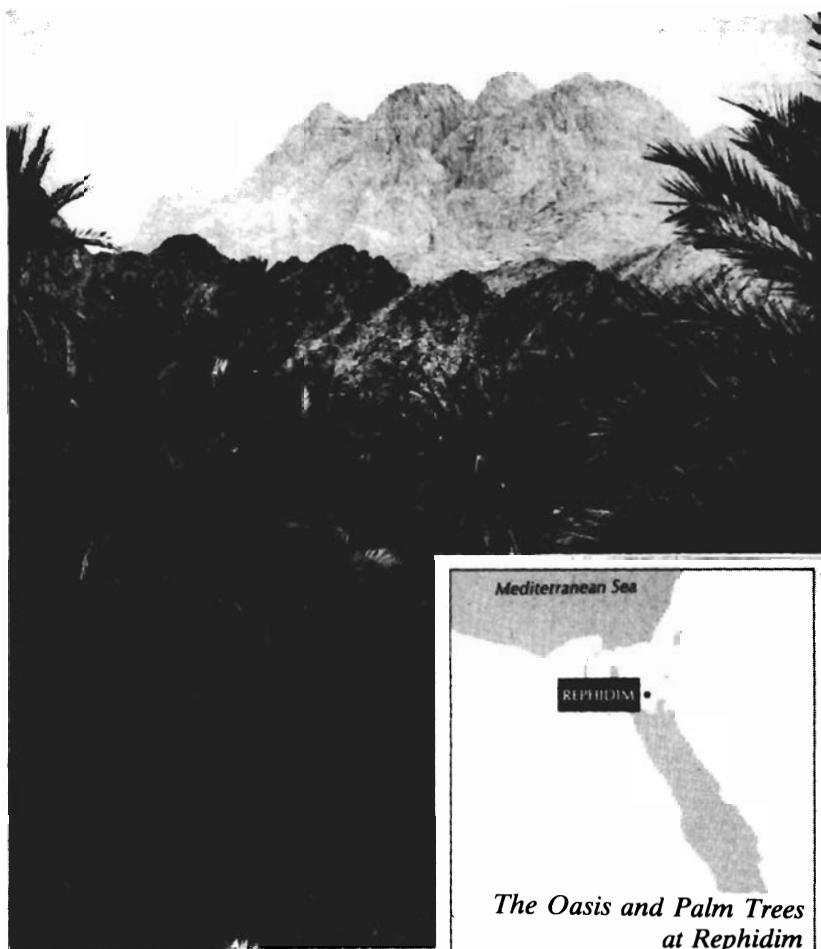 Mediterranean Sea
REPHIDIM
The Oasis and Palm Trees
at Rephidim